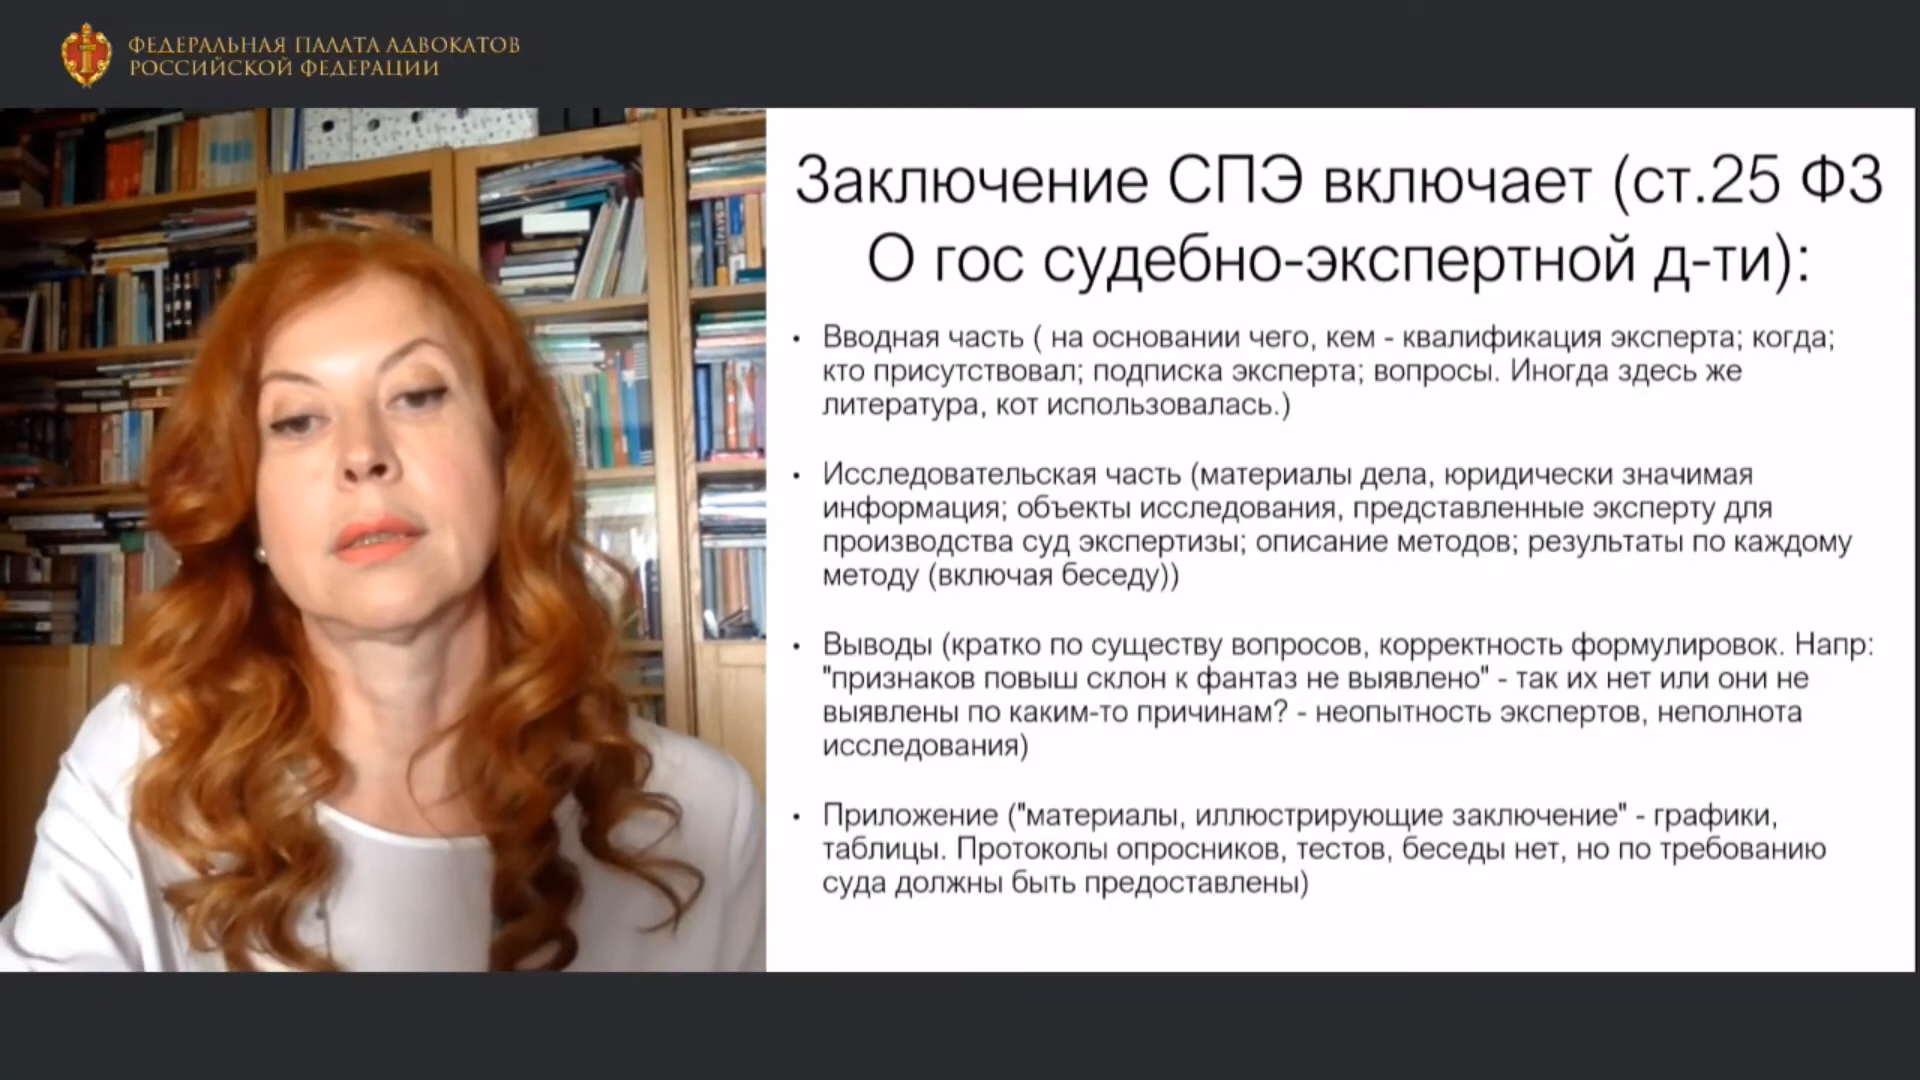 ФЕДЕРАЛЬНАЯ ПАЛАТА АДВОКАТОВ
РОССИЙСКОЙ ФЕДЕРАЦИИ
Заключение СПЭ включает (ст.25 ФЗ
О гос судебно-экспертной д-ти):
• Вводная часть ( на основании чего, кем - квалификация эксперта; когда;
кто присутствовал; подписка эксперта; вопросы. Иногда здесь же
литература, кот использовалась.)
• Исследовательская часть (материалы дела, юридически значимая
информация; объекты исследования, представленные эксперту для
производства суд экспертизы; описание методов; результаты по каждому
методу (включая беседу))
• Выводы (кратко по существу вопросов, корректность формулировок. Напр:
"признаков повыш склон к фантаз не выявлено" - так их нет или они не
выявлены по каким-то причинам? - неопытность экспертов, неполнота
исследования)
• Приложение ("материалы, иллюстрирующие заключение" - графики,
таблицы. Протоколы опросников, тестов, беседы нет, но по требованию
суда должны быть предоставлены)